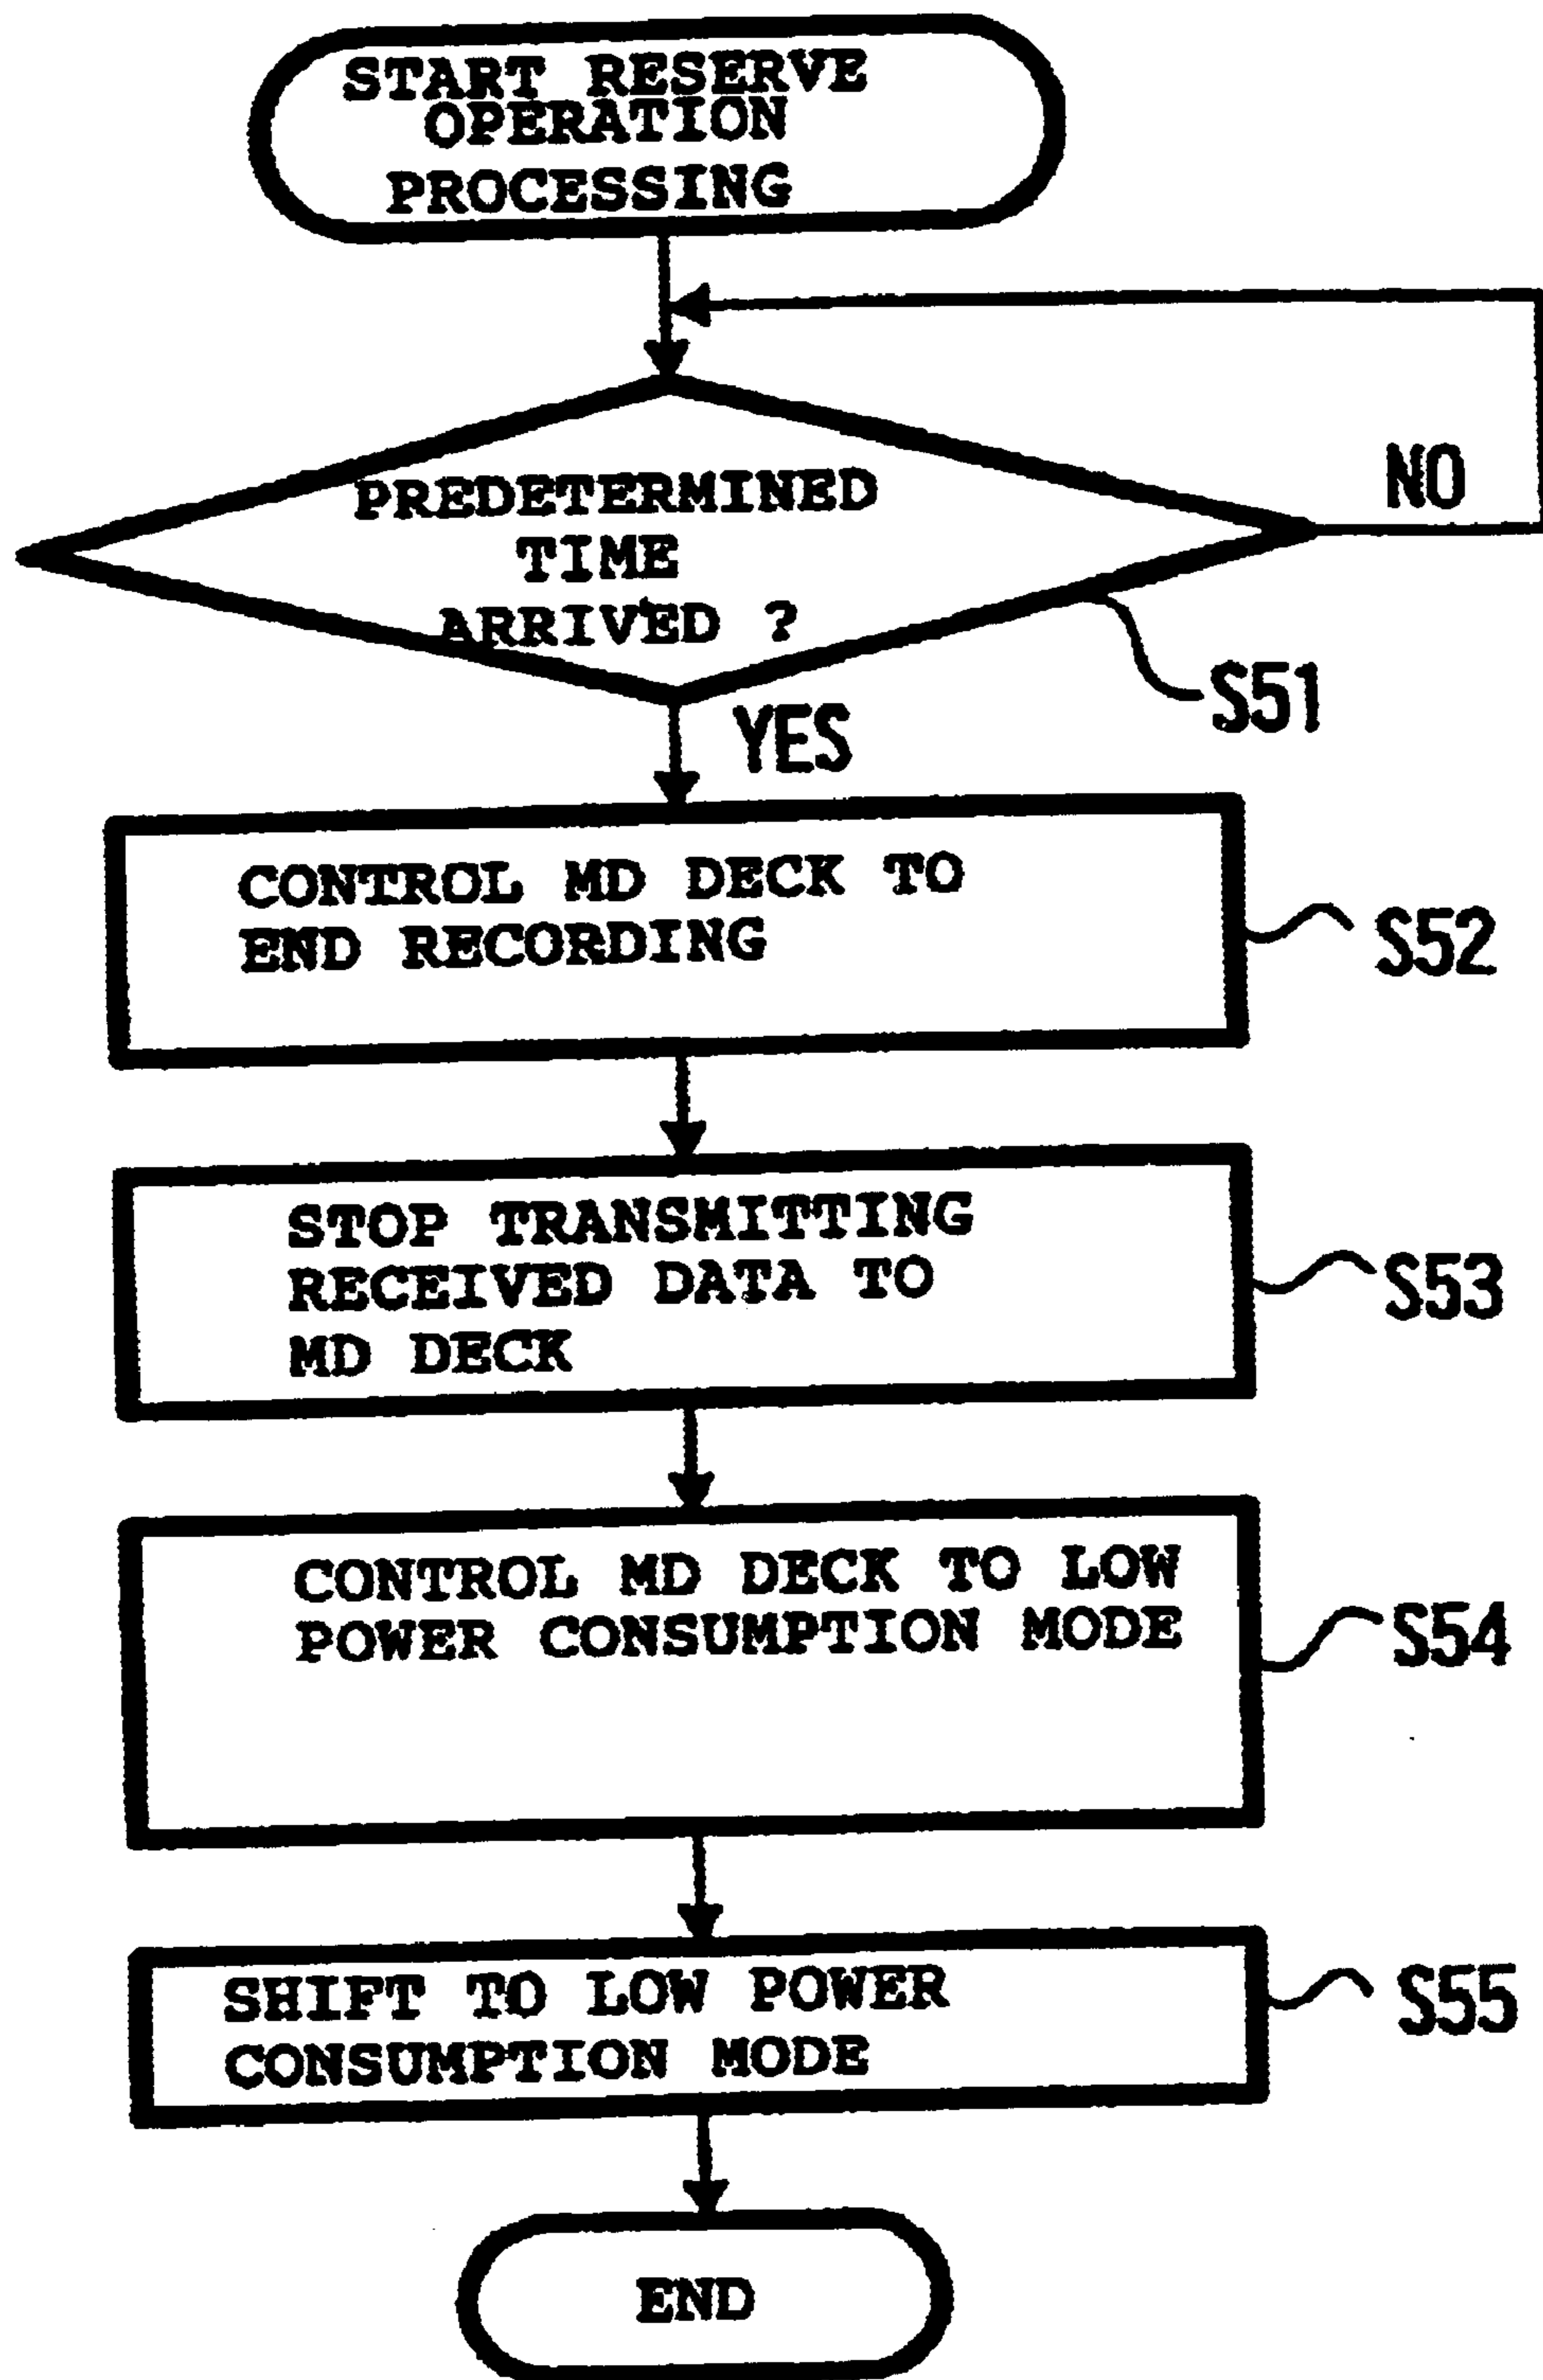 START RESERVE
OPERATION
PROCESSING
NO
PREDETERMINED
TIME
ARRIVED ?
S51
YES
CONTROL MD DECK TO
END RECORDING
S52
STOP TRANSMITTING
RECEIVED DATA TO
MD DECK
S53
CONTROL MD DECK TO LOW
POWER CONSUMPTION MODE
S54
SHIFT TO LOW POWER
CONSUMPTION MODE
S55
END